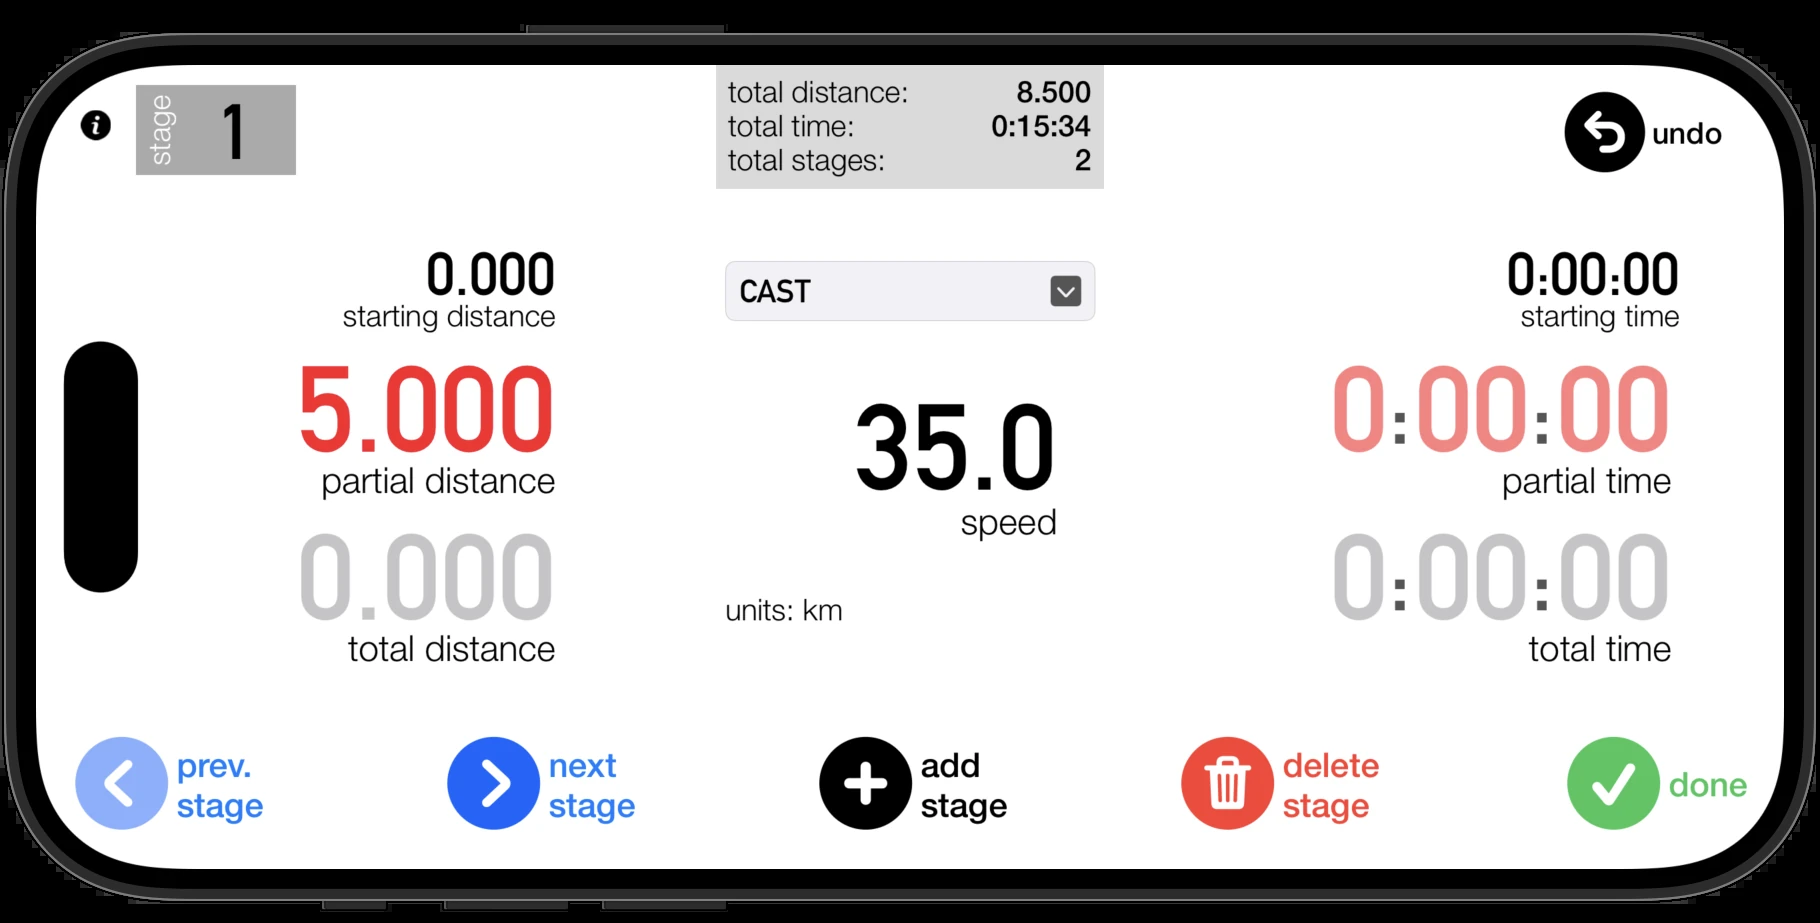 stage 1
total distance: 8.500
total time: 0:15:34
total stages: 2
undo
0.000
starting distance
CAST
0:00:00
starting time
5.000
partial distance
35.0
speed
0:00:00
partial time
0.000
total distance
units: km
0:00:00
total time
prev.
stage
next
stage
add
stage
delete
stage
done